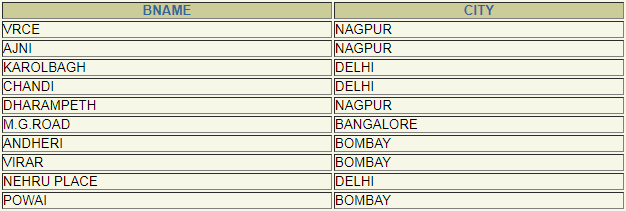 BNAME CITY
VRCE NAGPUR
AJNI NAGPUR
KAROLBAGH DELHI
CHANDI DELHI
DHARAMPETH NAGPUR
M.G.ROAD BANGALORE
ANDHERI BOMBAY
VIRAR BOMBAY
NEHRU PLACE DELHI
POWAI BOMBAY